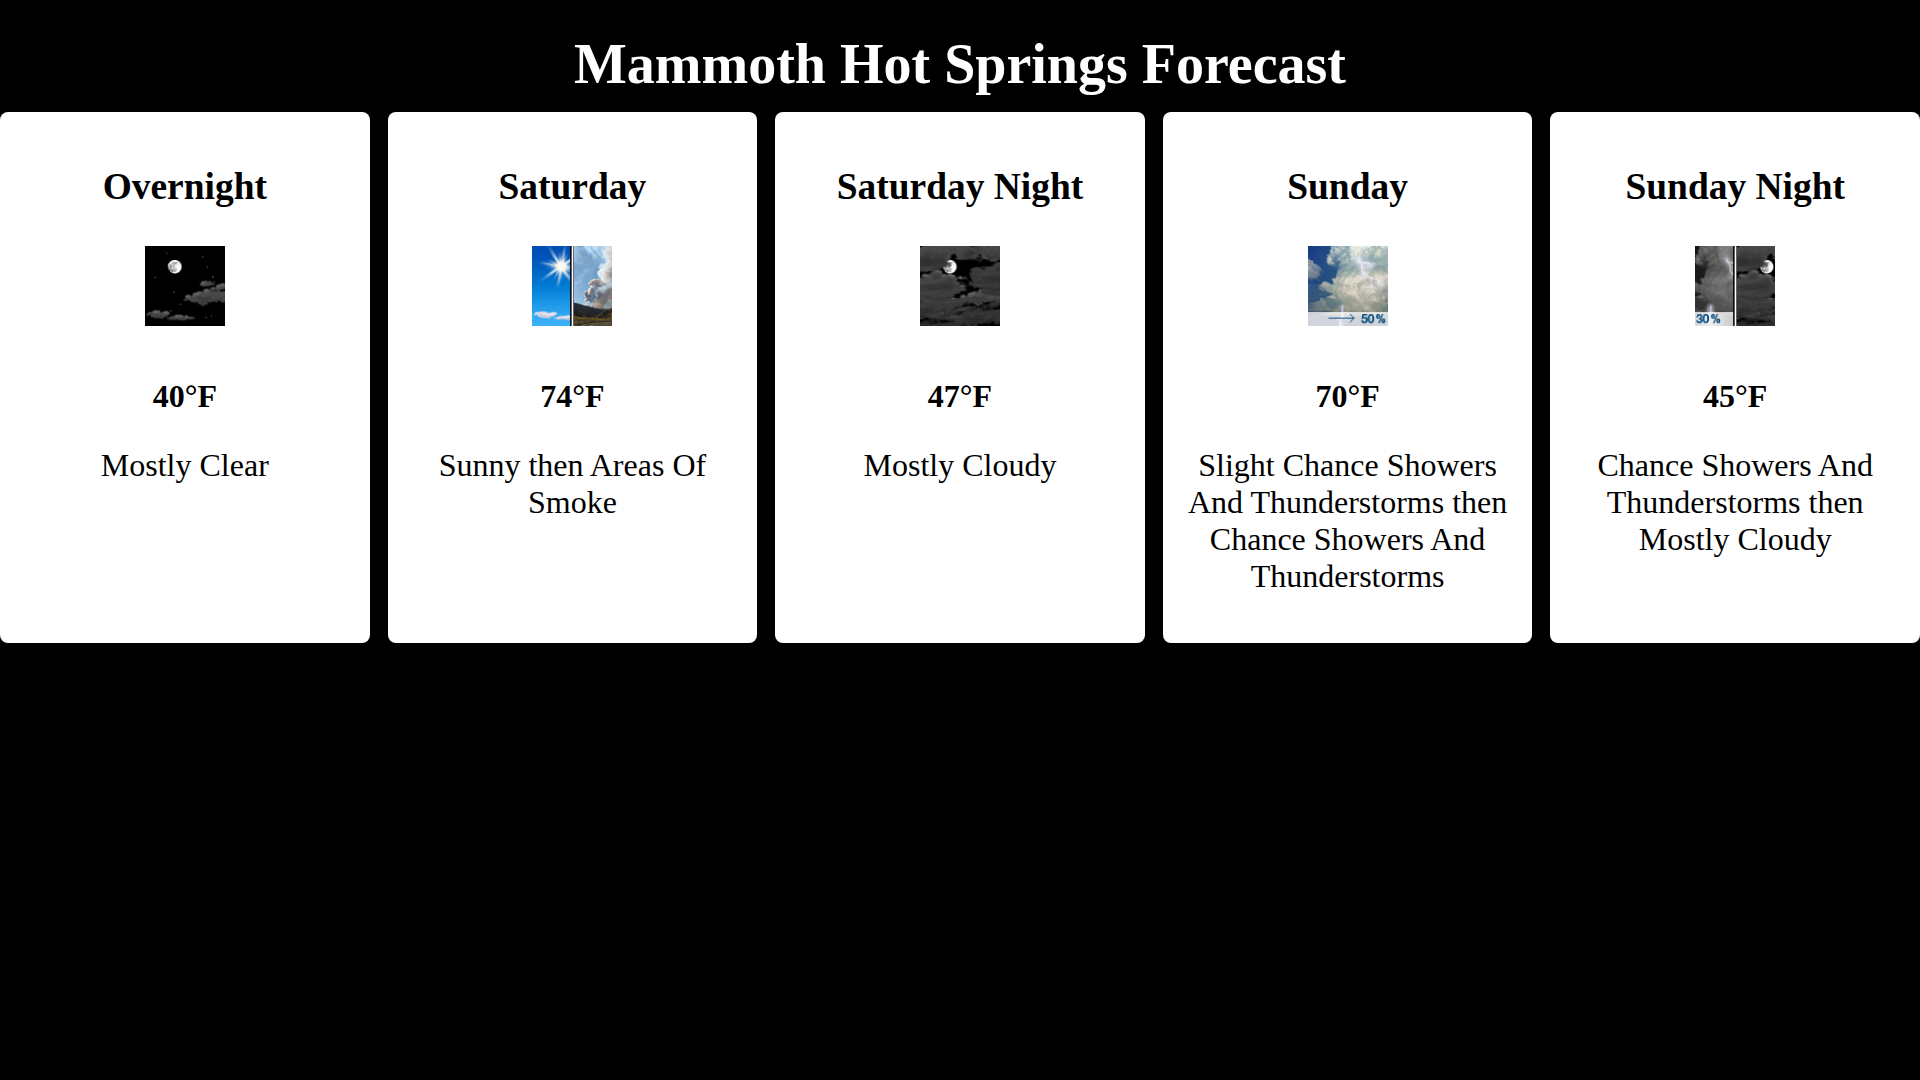 Mammoth Hot Springs Forecast
Overnight
40°F
Mostly Clear
Saturday
74°F
Sunny then Areas Of
Smoke
Saturday Night
47°F
Mostly Cloudy
Sunday
50%
70°F
Slight Chance Showers
And Thunderstorms then
Chance Showers And
Thunderstorms
Sunday Night
30%
45°F
Chance Showers And
Thunderstorms then
Mostly Cloudy